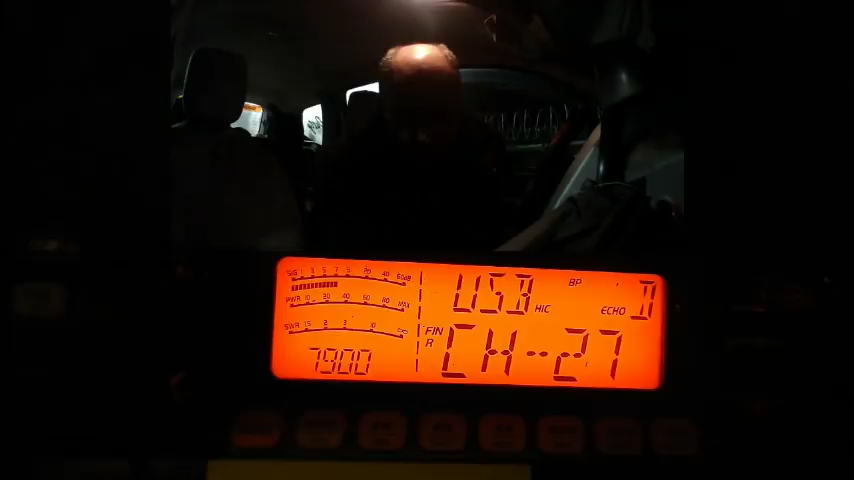 SIG 1 3 5 7 9 20 40 60dB
USB HIC BP ECHO D
PWR 10 20 40 60 80 MAX
SWR 1.5 2 3 10 ∞
FIN R CH--27
7900